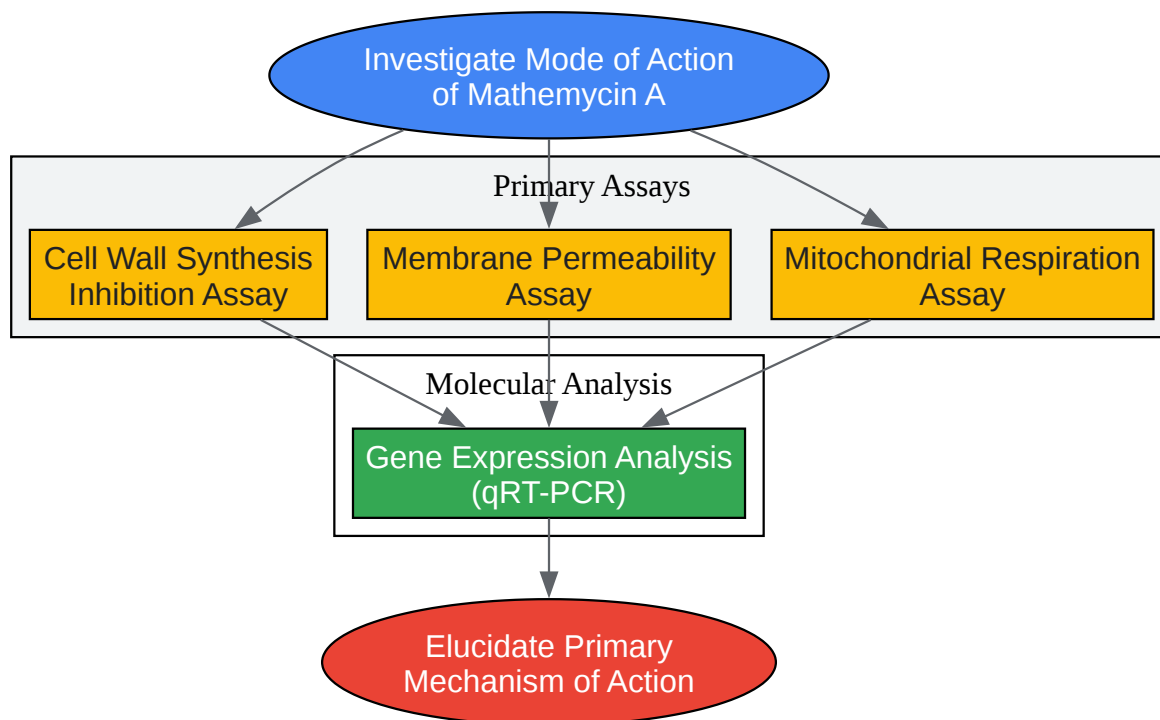 Investigate Mode of Action
of Mathemycin A
Primary Assays
Cell Wall Synthesis
Inhibition Assay
Membrane Permeability
Assay
Mitochondrial Respiration
Assay
Molecular Analysis
Gene Expression Analysis
(qRT-PCR)
Elucidate Primary
Mechanism of Action